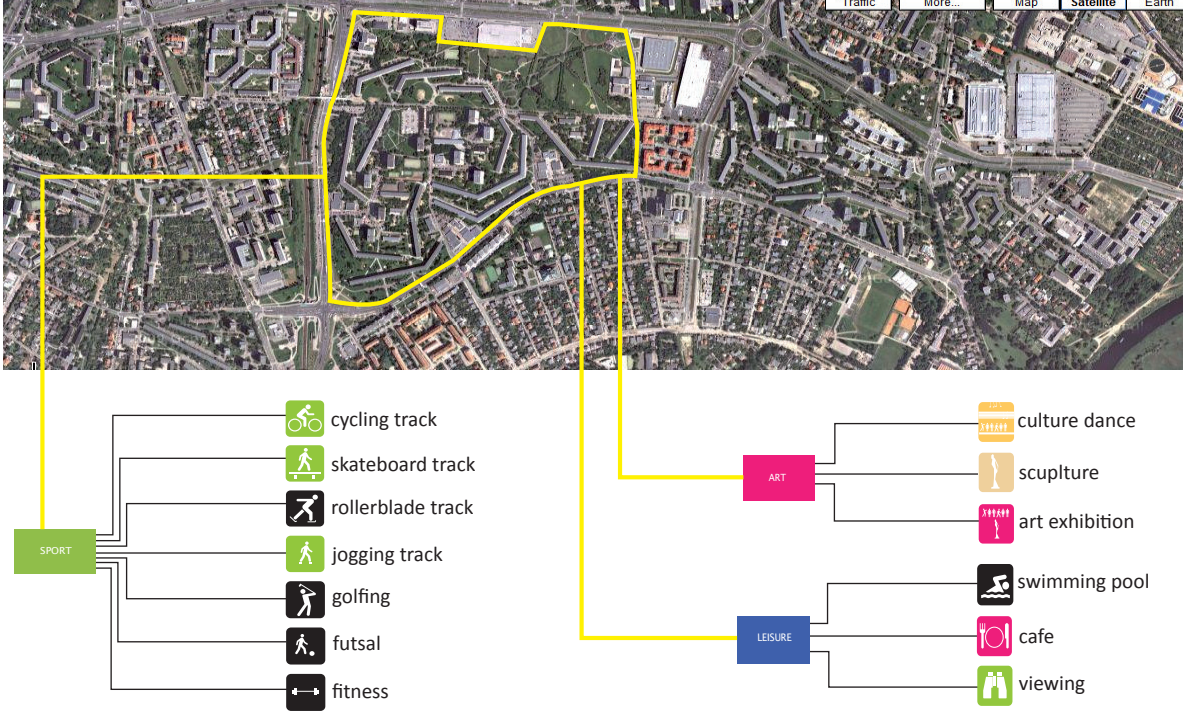 Traffic
More...
Map
Satellite
Earth
SPORT
cycling track
skateboard track
rollerblade track
jogging track
golfing
futsal
fitness
ART
culture dance
scuplture
art exhibition
LEISURE
swimming pool
cafe
viewing